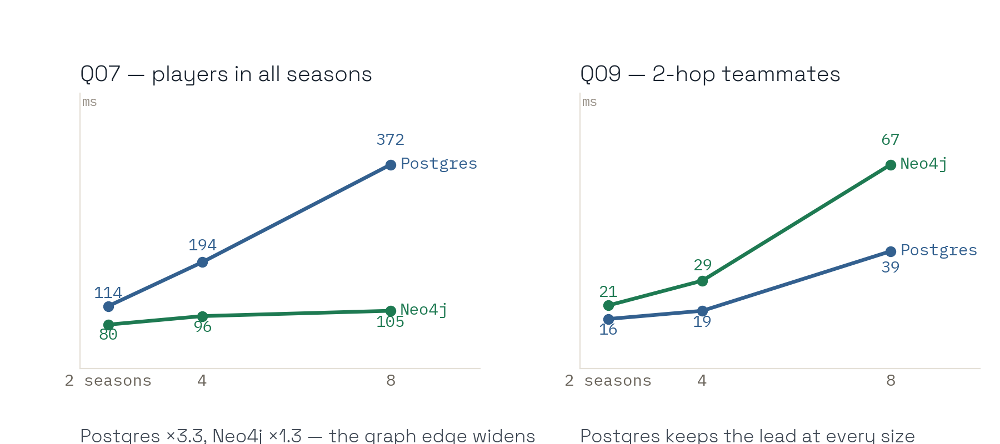 Q07 — players in all seasons
ms
372
Postgres
194
114
Neo4j
105
96
80
2 seasons 4 8
Postgres ×3.3, Neo4j ×1.3 — the graph edge widens
Q09 — 2-hop teammates
ms
67
Neo4j
Postgres
39
29
21
19
16
2 seasons 4 8
Postgres keeps the lead at every size